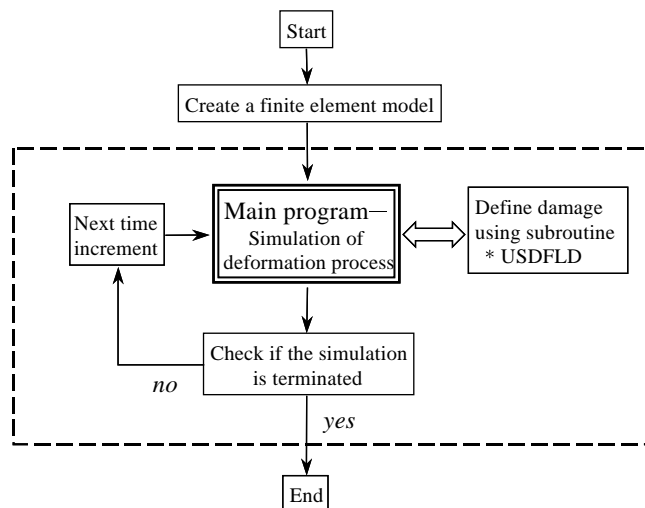 Start
Create a finite element model
Main program—
Simulation of
deformation process
Define damage
using subroutine
* USDFLD
Next time
increment
Check if the simulation
is terminated
no
yes
End